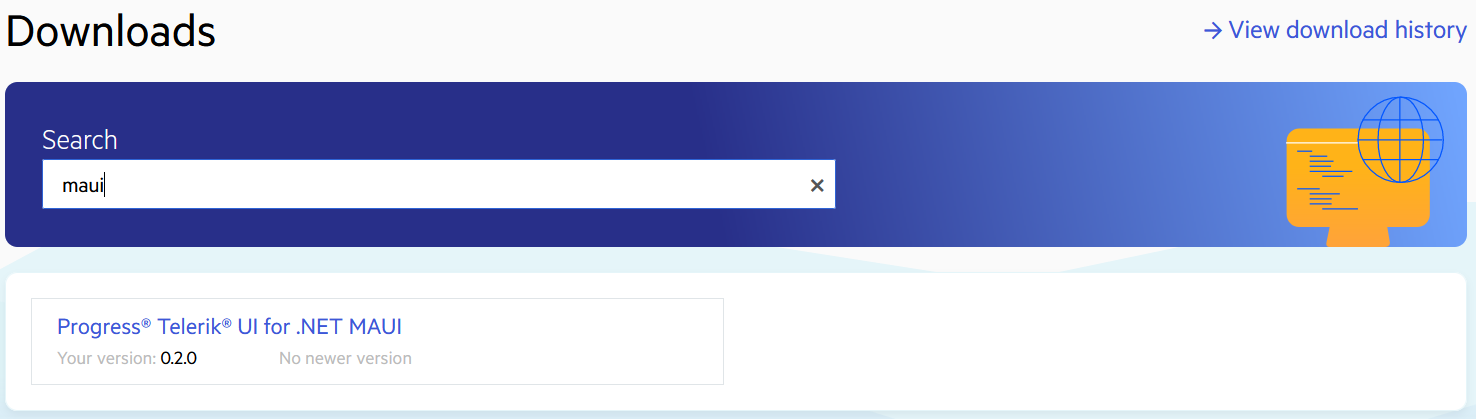 Downloads
→ View download history
Search
maui
Progress® Telerik® UI for .NET MAUI
Your version: 0.2.0 No newer version